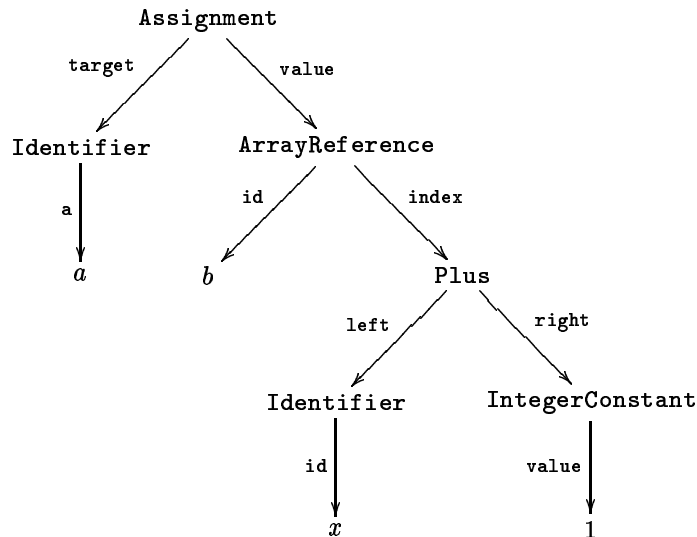 Assignment
target value
Identifier ArrayReference
a id index
a b Plus
left right
Identifier IntegerConstant
id value
x 1